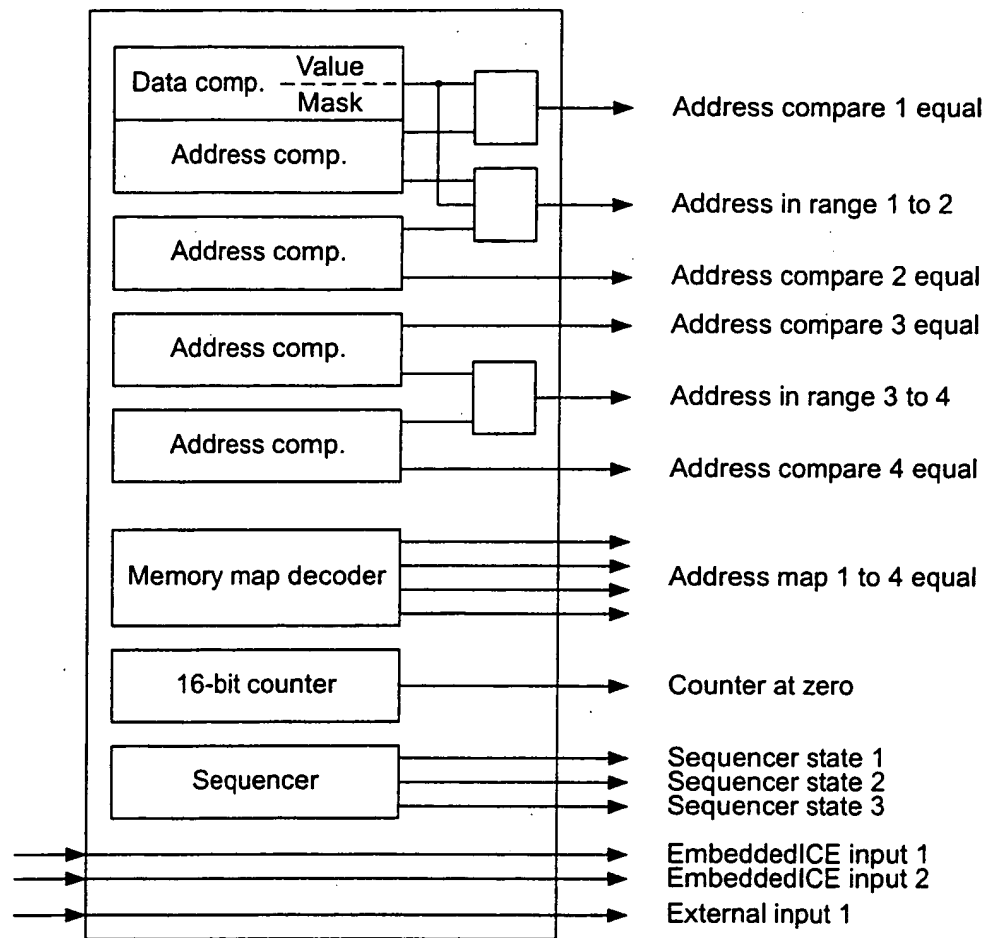 Data comp. Value
Mask
Address comp.
Address comp.
Address comp.
Address comp.
Memory map decoder
16-bit counter
Sequencer
Address compare 1 equal
Address in range 1 to 2
Address compare 2 equal
Address compare 3 equal
Address in range 3 to 4
Address compare 4 equal
Address map 1 to 4 equal
Counter at zero
Sequencer state 1
Sequencer state 2
Sequencer state 3
EmbeddedICE input 1
EmbeddedICE input 2
External input 1